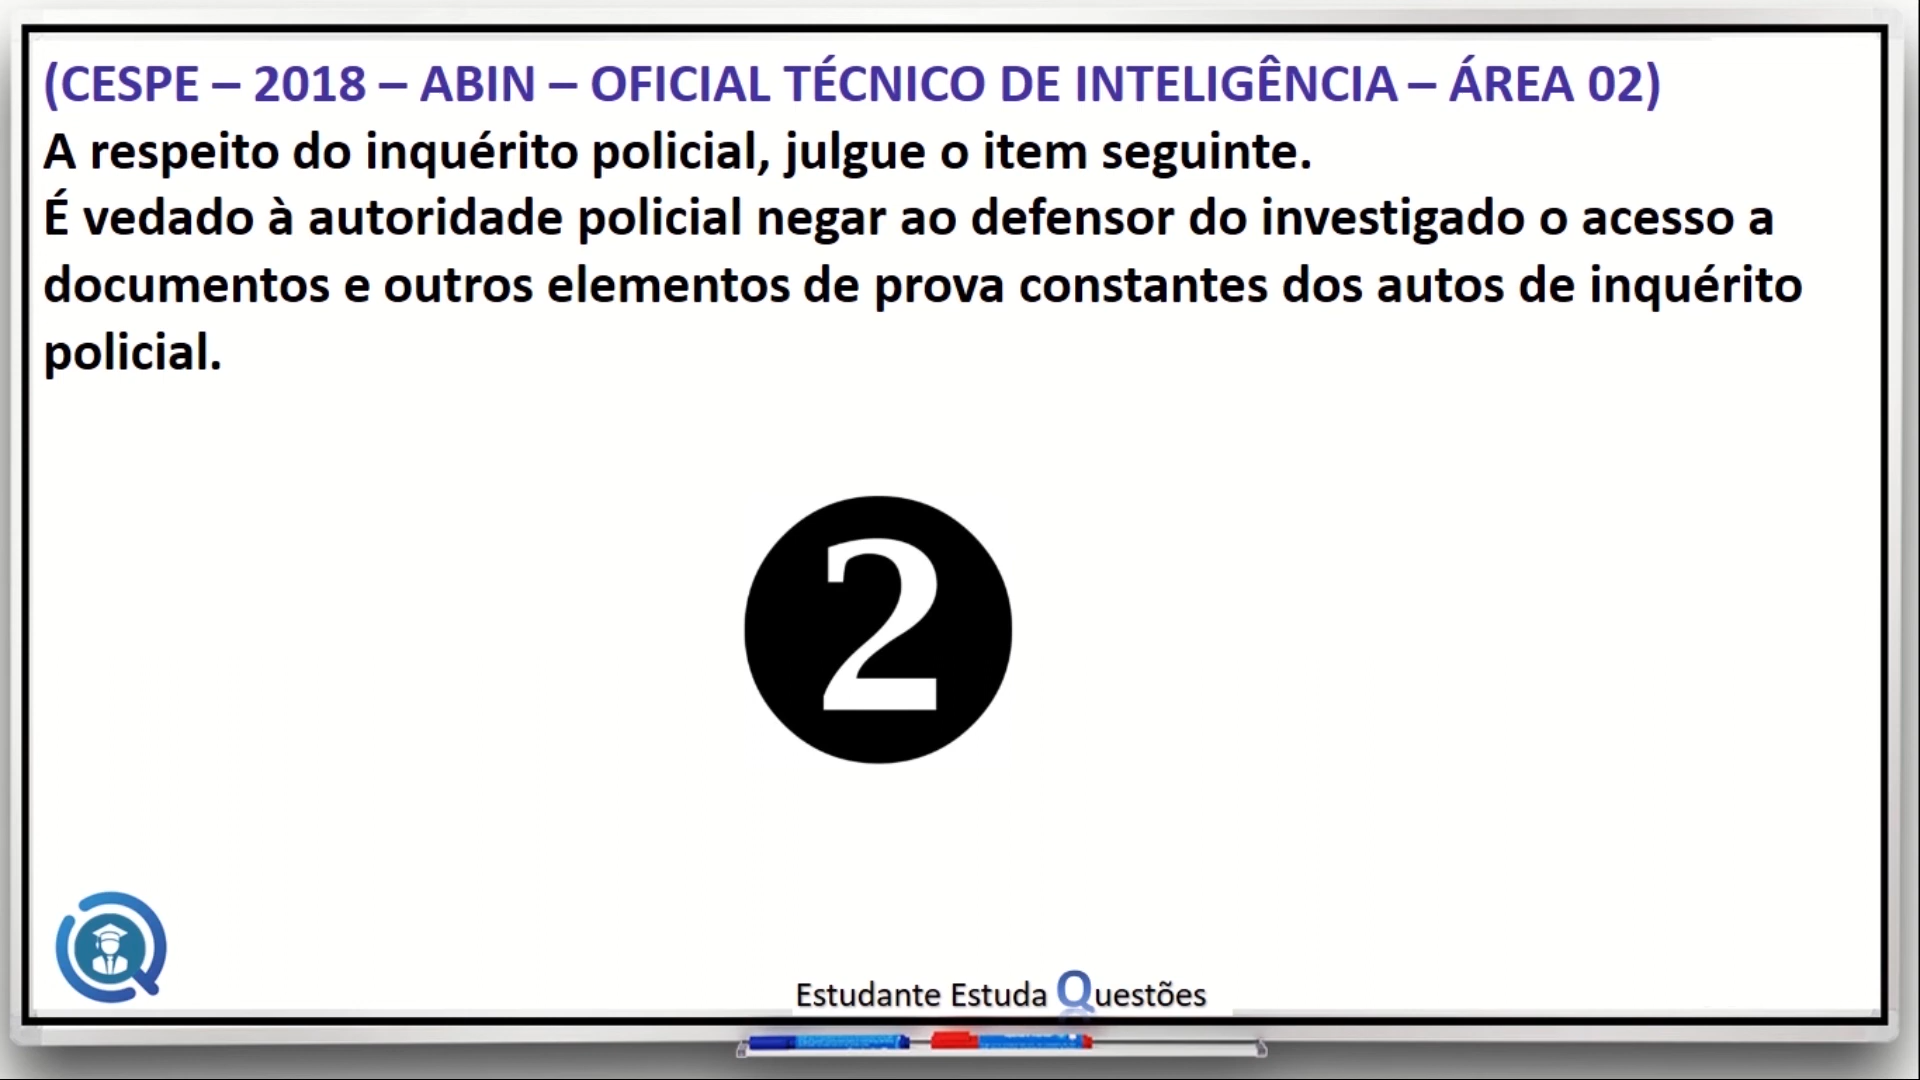 (CESPE – 2018 – ABIN – OFICIAL TÉCNICO DE INTELIGÊNCIA – ÁREA 02)
A respeito do inquérito policial, julgue o item seguinte.
É vedado à autoridade policial negar ao defensor do investigado o acesso a
documentos e outros elementos de prova constantes dos autos de inquérito
policial.
2
Estudante Estuda Questões